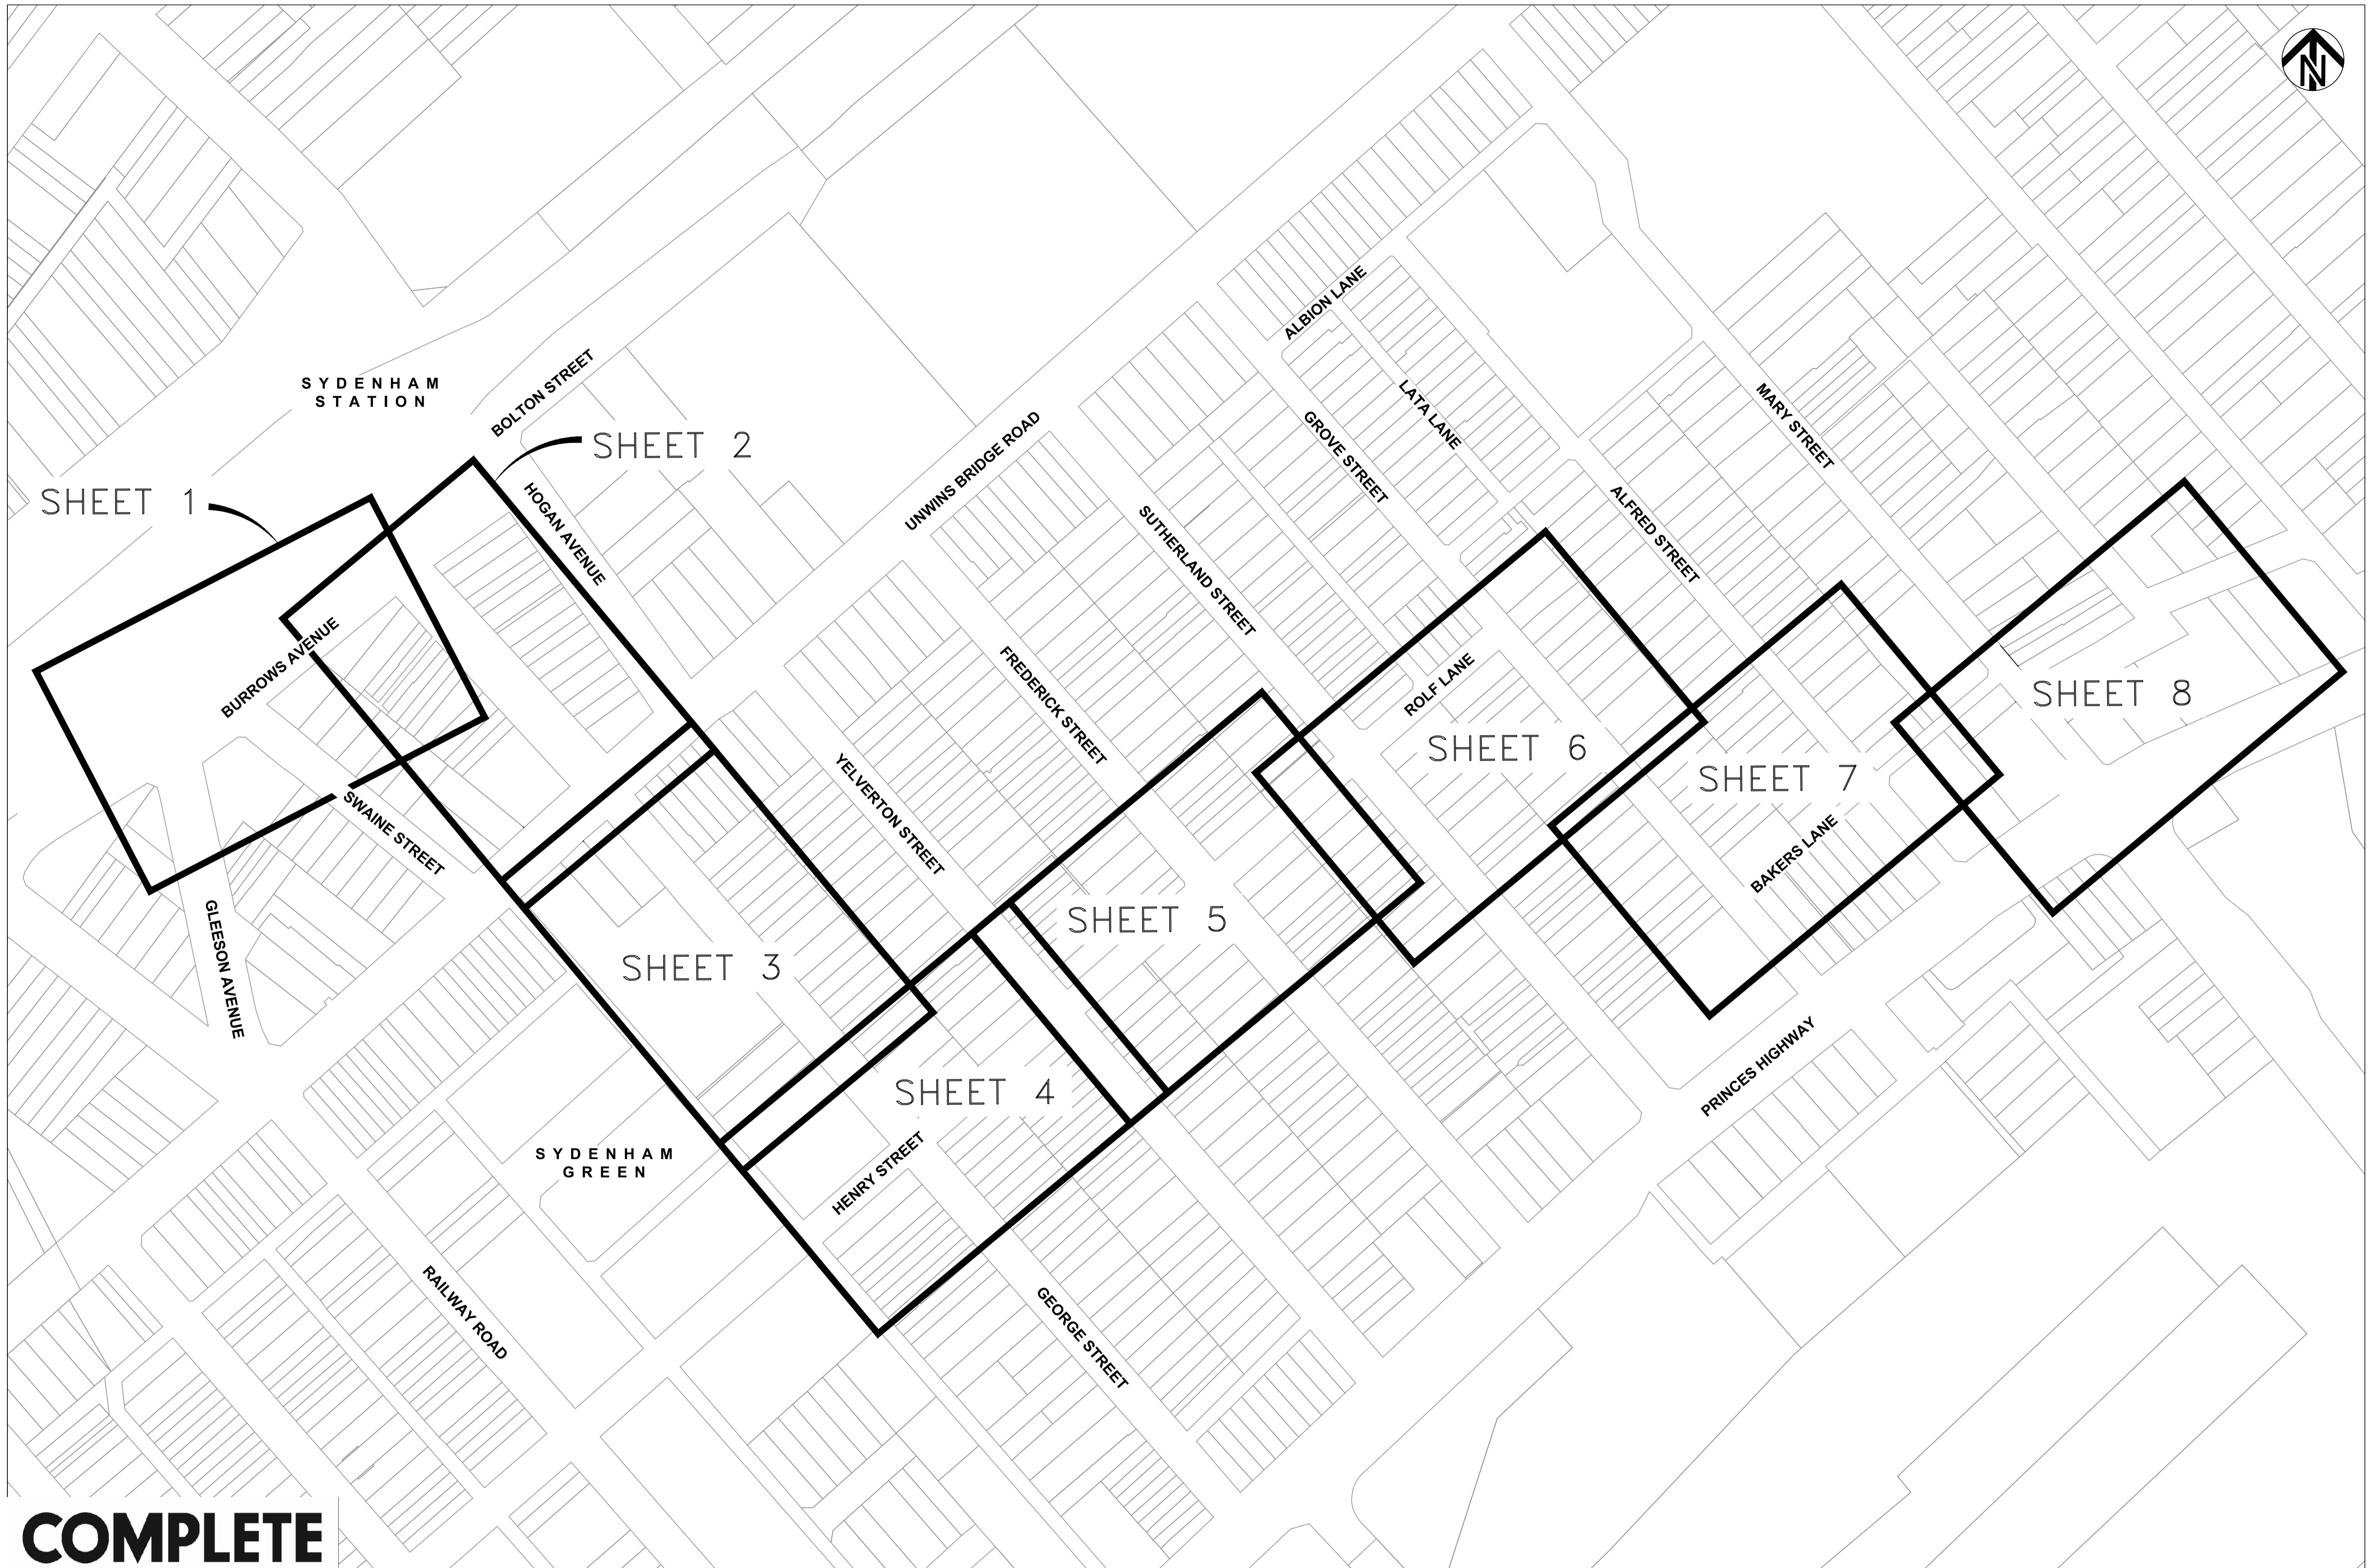 N
ALBION LANE
SYDENHAM
STATION
BOLTON STREET
LATA LANE
MARY STREET
SHEET 2
GROVE STREET
UNWINS BRIDGE ROAD
SHEET 1
HOGAN AVENUE
SUTHERLAND STREET
ALFRED STREET
BURROWS AVENUE
FREDERICK STREET
ROLF LANE
SHEET 8
SHEET 6
SHEET 7
YELVERTON STREET
SWAINE STREET
BAKERS LANE
SHEET 5
GLEESON AVENUE
SHEET 3
SHEET 4
PRINCES HIGHWAY
SYDENHAM
GREEN
HENRY STREET
RAILWAY ROAD
GEORGE STREET
COMPLETE